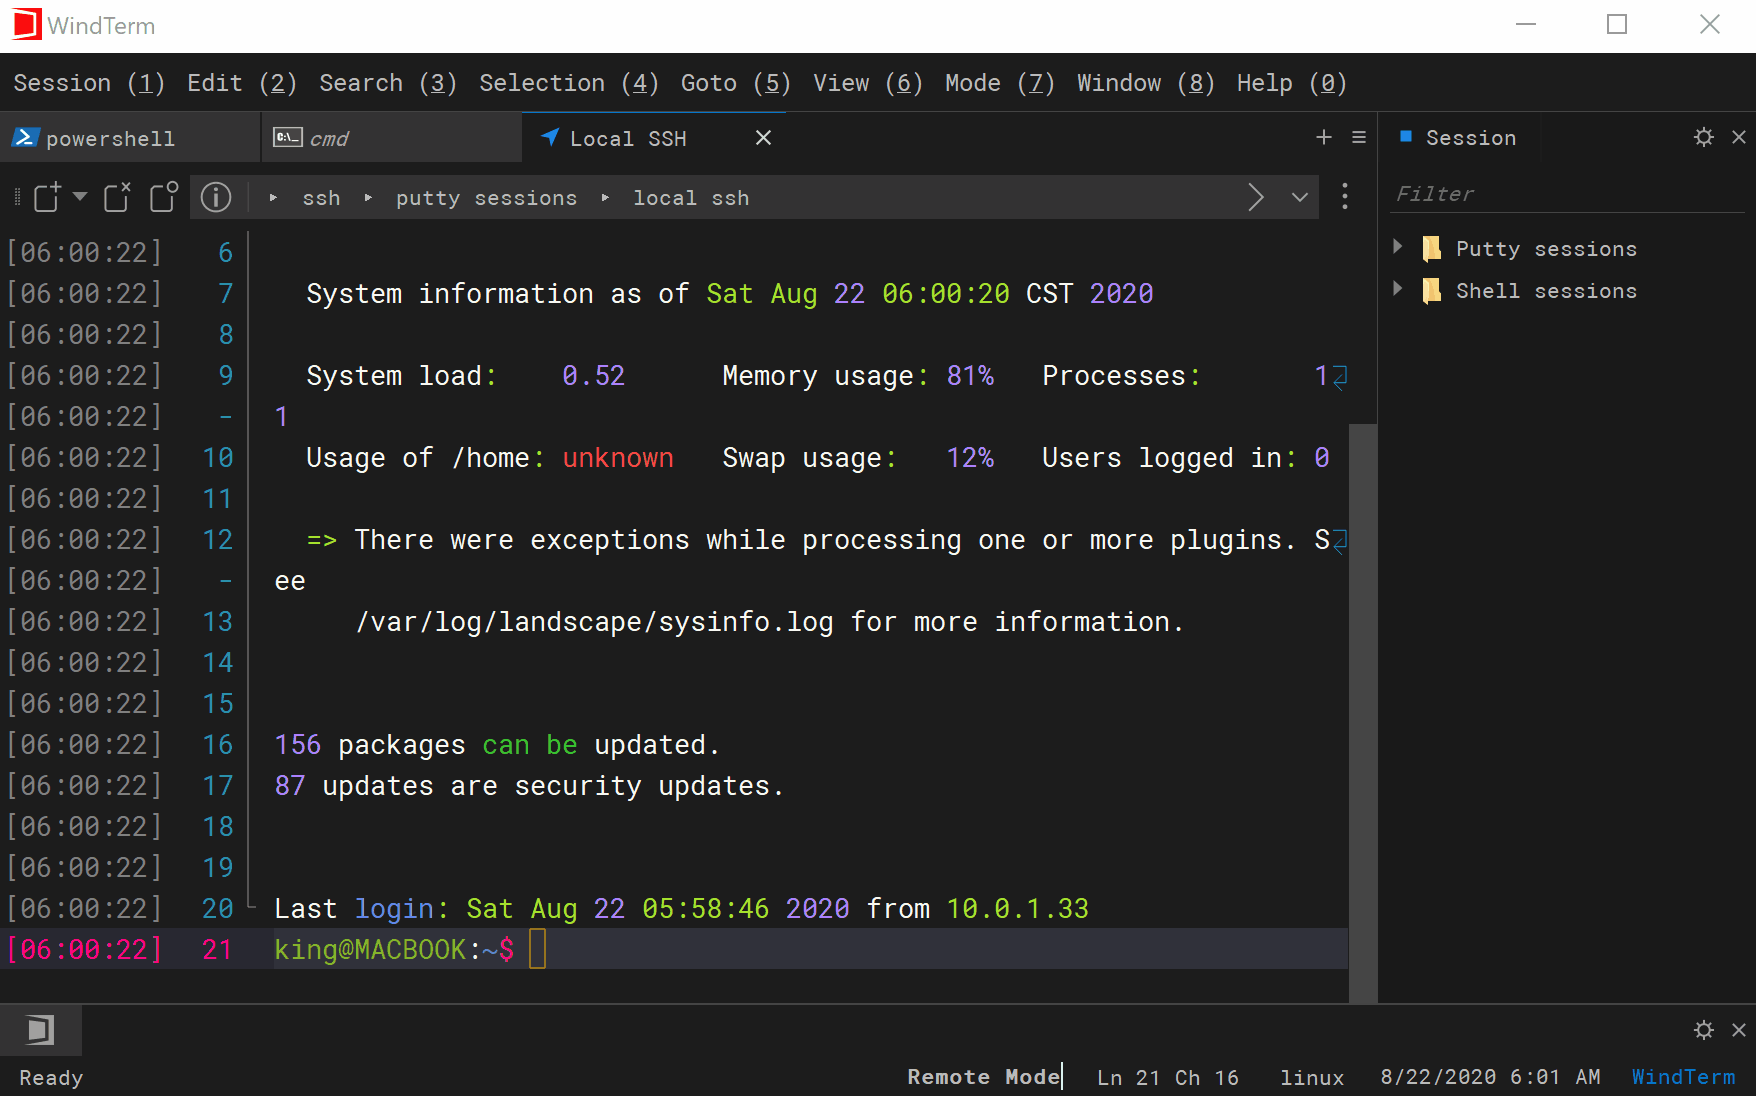 WindTerm
Session (1) Edit (2) Search (3) Selection (4) Goto (5) View (6) Mode (7) Window (8) Help (0)
powershell cmd Local SSH
Session
ssh putty sessions local ssh
Filter
Putty sessions
Shell sessions
[06:00:22] 6
[06:00:22] 7 System information as of Sat Aug 22 06:00:20 CST 2020
[06:00:22] 8
[06:00:22] 9 System load: 0.52 Memory usage: 81% Processes: 1
[06:00:22] - 1
[06:00:22] 10 Usage of /home: unknown Swap usage: 12% Users logged in: 0
[06:00:22] 11
[06:00:22] 12 => There were exceptions while processing one or more plugins. S
[06:00:22] - ee
[06:00:22] 13 /var/log/landscape/sysinfo.log for more information.
[06:00:22] 14
[06:00:22] 15
[06:00:22] 16 156 packages can be updated.
[06:00:22] 17 87 updates are security updates.
[06:00:22] 18
[06:00:22] 19
[06:00:22] 20 Last login: Sat Aug 22 05:58:46 2020 from 10.0.1.33
[06:00:22] 21 king@MACBOOK:~$
Ready Remote Mode Ln 21 Ch 16 linux 8/22/2020 6:01 AM WindTerm